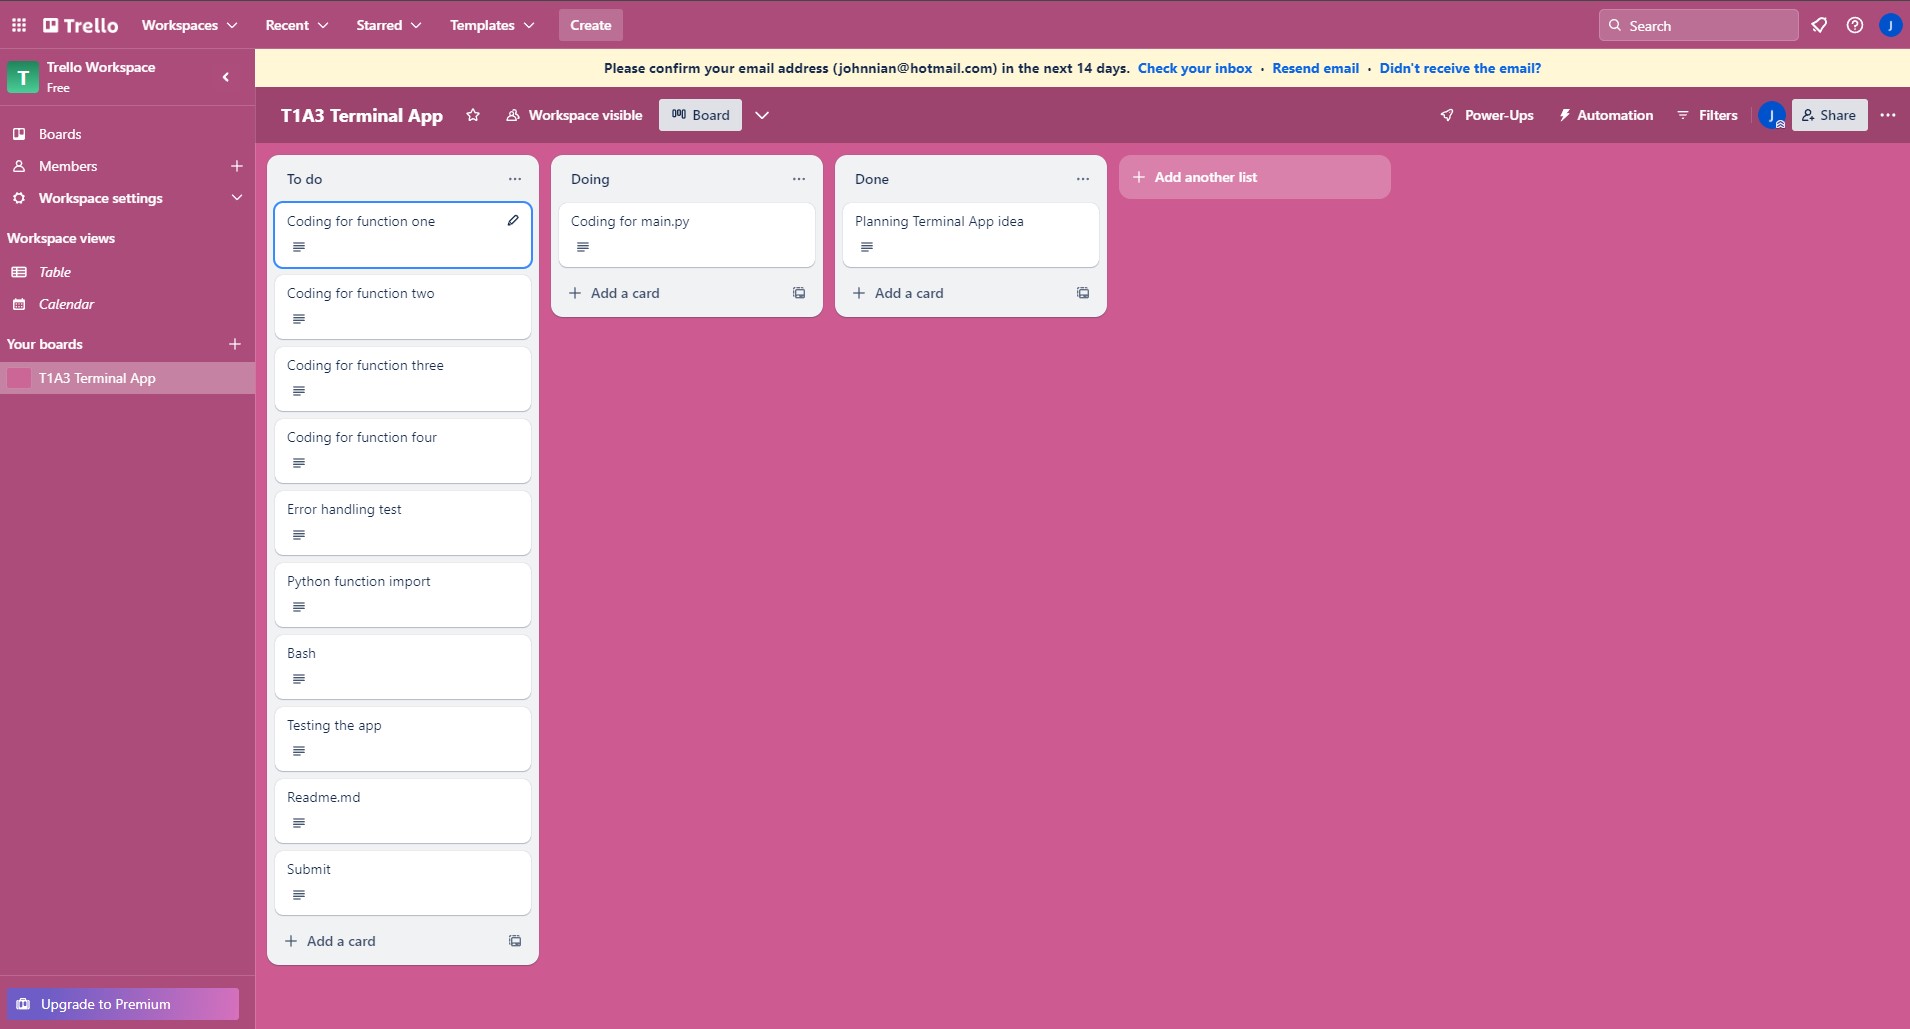 Trello Workspaces Recent Starred Templates Create Search J
T Trello Workspace
Free
Please confirm your email address (johnnian@hotmail.com) in the next 14 days. Check your inbox · Resend email · Didn't receive the email?
T1A3 Terminal App Workspace visible Board Power-Ups Automation Filters J Share
Boards
Members
Workspace settings
Workspace views
Table
Calendar
Your boards
T1A3 Terminal App
Upgrade to Premium
To do
Coding for function one
Coding for function two
Coding for function three
Coding for function four
Error handling test
Python function import
Bash
Testing the app
Readme.md
Submit
Add a card
Doing
Coding for main.py
Add a card
Done
Planning Terminal App idea
Add a card
Add another list